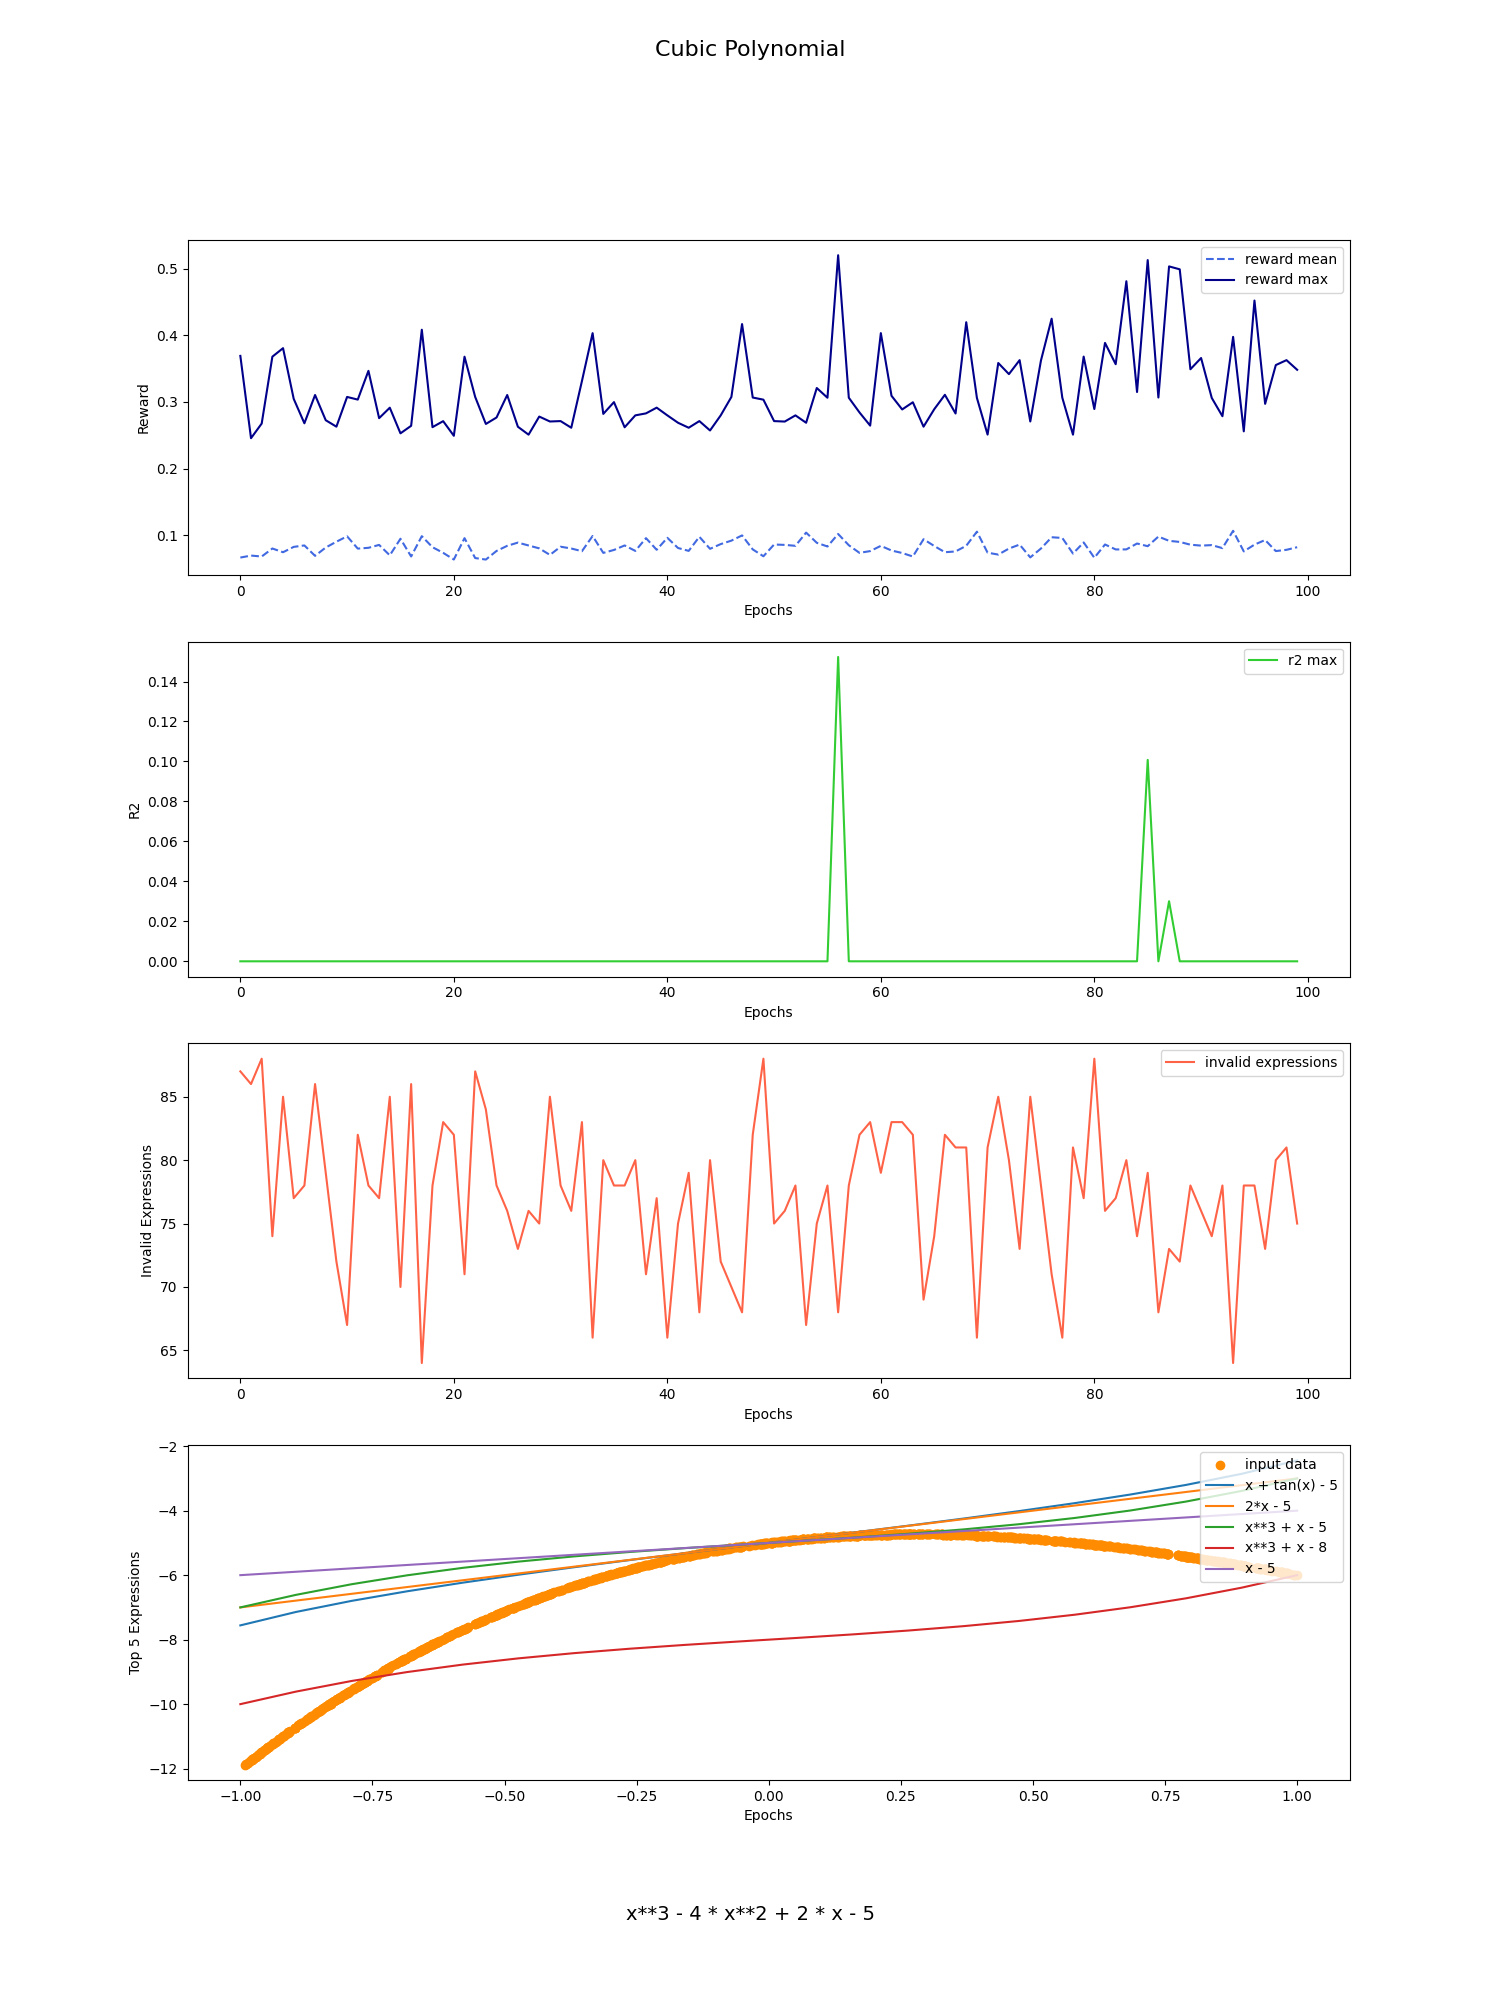 Cubic Polynomial
reward mean
reward max
0.5
0.4
0.3
0.2
0.1
Reward
0 20 40 60 80 100
Epochs
r2 max
0.14
0.12
0.10
0.08
0.06
0.04
0.02
0.00
R2
0 20 40 60 80 100
Epochs
invalid expressions
85
80
75
70
65
Invalid Expressions
0 20 40 60 80 100
Epochs
−2
−4
−6
−8
−10
−12
Top 5 Expressions
input data
x + tan(x) - 5
2*x - 5
x**3 + x - 5
x**3 + x - 8
x - 5
−1.00 −0.75 −0.50 −0.25 0.00 0.25 0.50 0.75 1.00
Epochs
x**3 - 4 * x**2 + 2 * x - 5